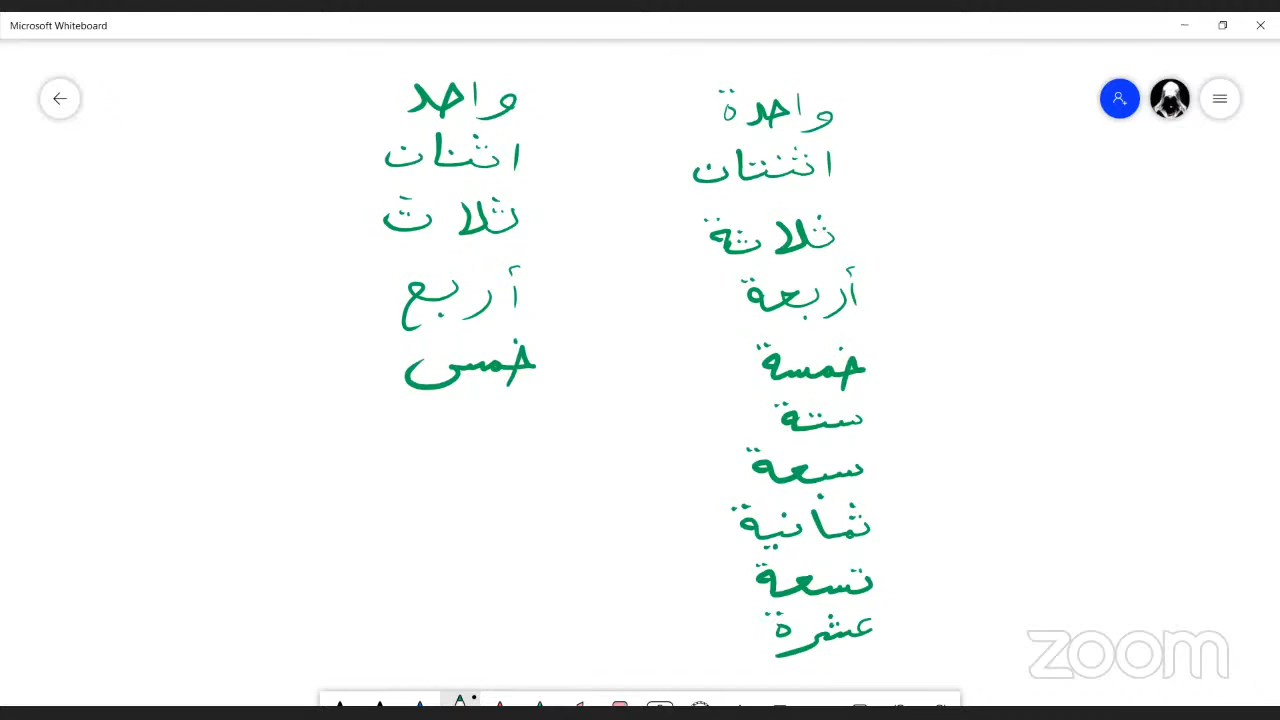 Microsoft Whiteboard
واحدة
اثنتان
ثلاثة
أربعة
خمسة
ستة
سبعة
ثمانية
تسعة
عشرة
واحد
اثنان
ثلاث
أربع
خمس
zoom